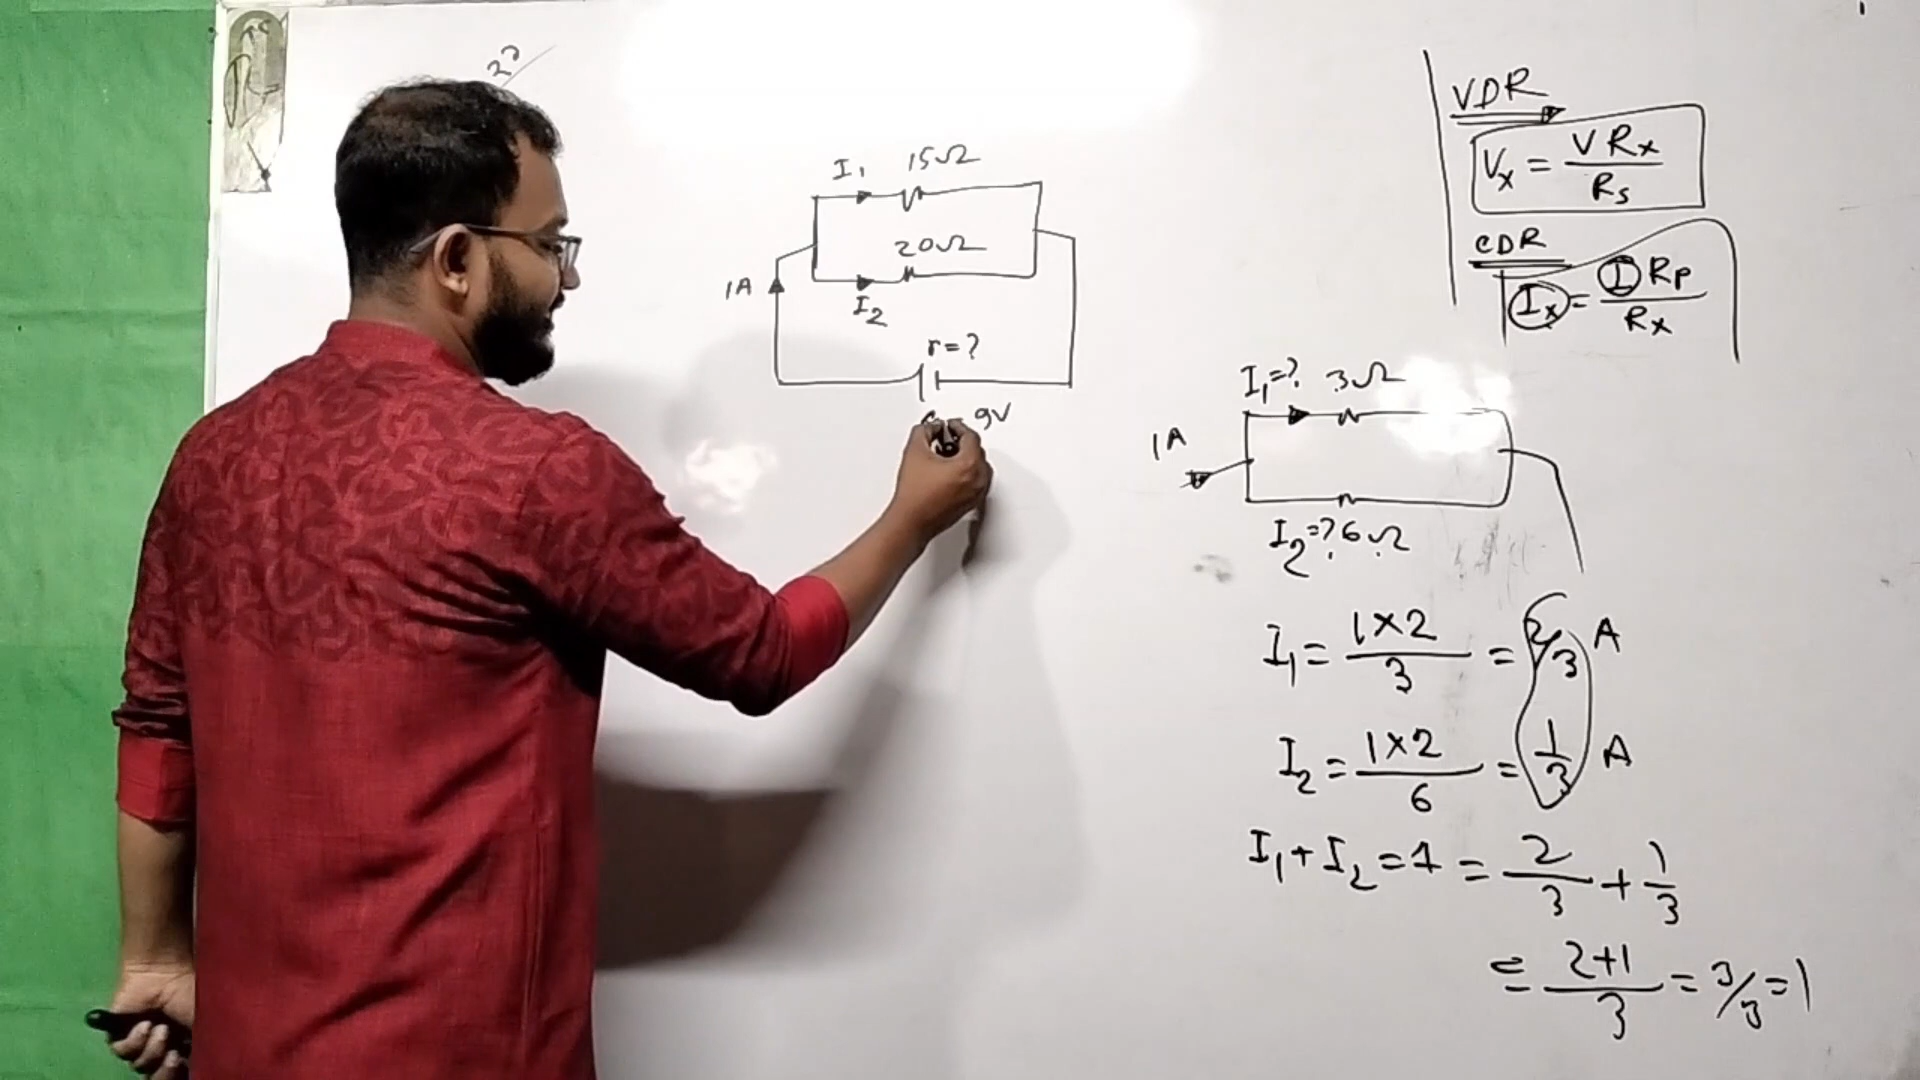 I₁ 15Ω
20Ω
1A
I₂
r=?
9V
VDR
Vx = V Rx / Rs
CDR
Ix = I Rp / Rx
I₁=? 3Ω
1A
I₂=? 6Ω
I₁ = 1×2 / 3 = 2/3 A
I₂ = 1×2 / 6 = 1/3 A
I₁ + I₂ = 1 = 2/3 + 1/3
= 2+1 / 3 = 3/3 = 1